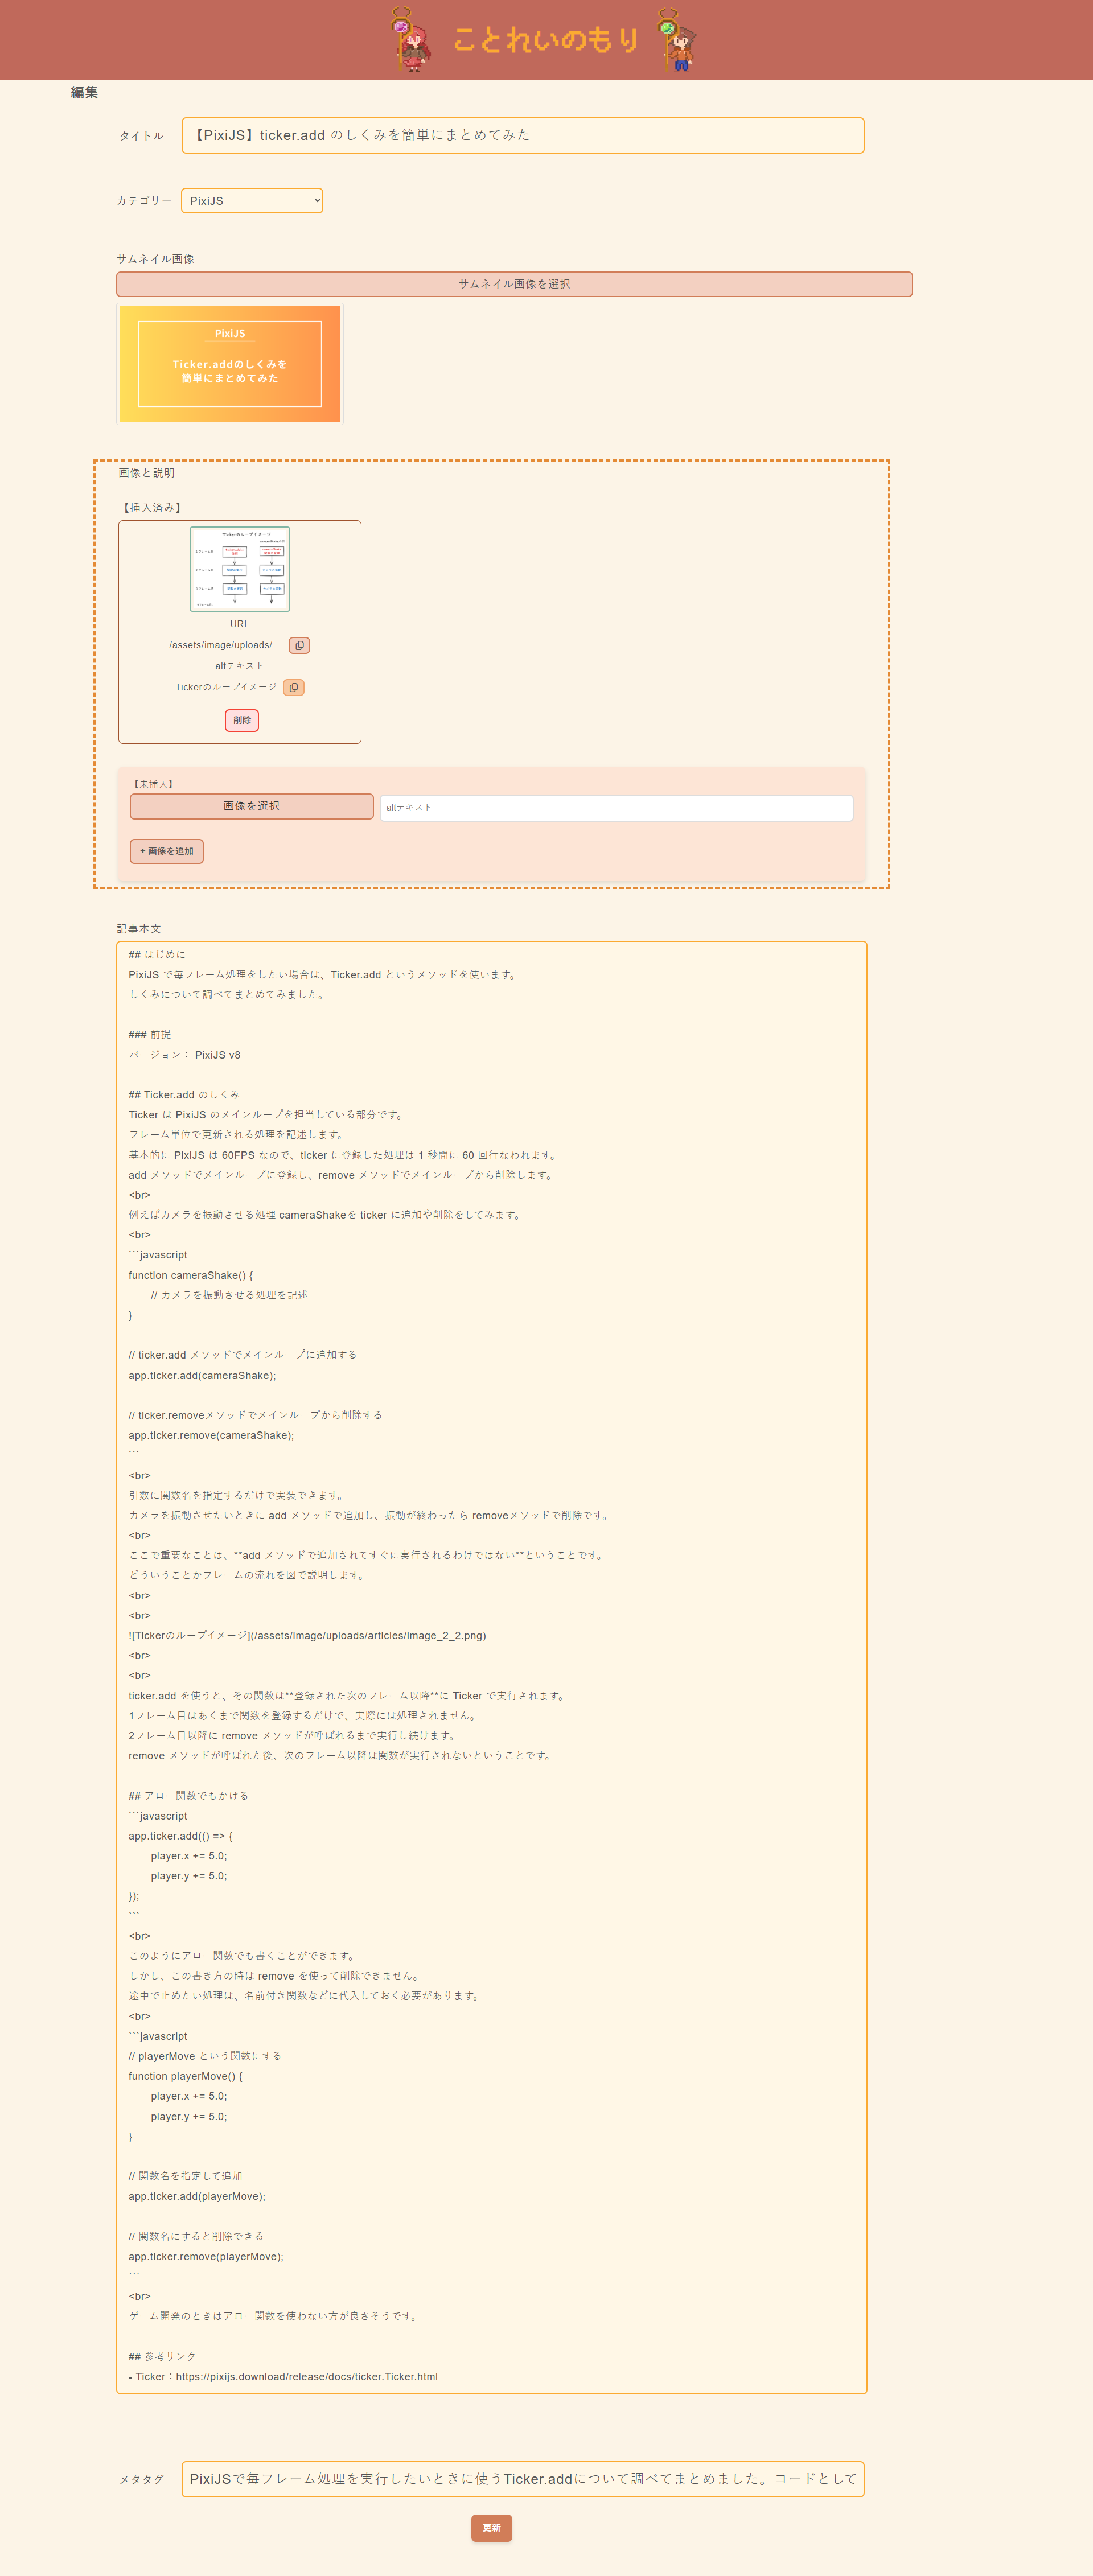 ことれいのもり
編集
タイトル
【PixiJS】ticker.add のしくみを簡単にまとめてみた
カテゴリー
PixiJS
サムネイル画像
サムネイル画像を選択
PixiJS
Ticker.addのしくみを
簡単にまとめてみた
画像と説明
【挿入済み】
Tickerのループイメージ
URL
/assets/image/uploads/...
altテキスト
Tickerのループイメージ
削除
【未挿入】
画像を選択
altテキスト
+ 画像を追加
記事本文
## はじめに
PixiJS で毎フレーム処理をしたい場合は、Ticker.add というメソッドを使います。
しくみについて調べてまとめてみました。
### 前提
バージョン： PixiJS v8
## Ticker.add のしくみ
Ticker は PixiJS のメインループを担当している部分です。
フレーム単位で更新される処理を記述します。
基本的に PixiJS は 60FPS なので、ticker に登録した処理は 1 秒間に 60 回行なわれます。
add メソッドでメインループに登録し、remove メソッドでメインループから削除します。
<br>
例えばカメラを振動させる処理 cameraShakeを ticker に追加や削除をしてみます。
<br>
```javascript
function cameraShake() {
// カメラを振動させる処理を記述
}
// ticker.add メソッドでメインループに追加する
app.ticker.add(cameraShake);
// ticker.removeメソッドでメインループから削除する
app.ticker.remove(cameraShake);
```
<br>
引数に関数名を指定するだけで実装できます。
カメラを振動させたいときに add メソッドで追加し、振動が終わったら removeメソッドで削除です。
<br>
ここで重要なことは、**add メソッドで追加されてすぐに実行されるわけではない**ということです。
どういうことかフレームの流れを図で説明します。
<br>
<br>
![Tickerのループイメージ](/assets/image/uploads/articles/image_2_2.png)
<br>
<br>
ticker.add を使うと、その関数は**登録された次のフレーム以降**に Ticker で実行されます。
1フレーム目はあくまで関数を登録するだけで、実際には処理されません。
2フレーム目以降に remove メソッドが呼ばれるまで実行し続けます。
remove メソッドが呼ばれた後、次のフレーム以降は関数が実行されないということです。
## アロー関数でもかける
```javascript
app.ticker.add(() => {
player.x += 5.0;
player.y += 5.0;
});
```
<br>
このようにアロー関数でも書くことができます。
しかし、この書き方の時は remove を使って削除できません。
途中で止めたい処理は、名前付き関数などに代入しておく必要があります。
<br>
```javascript
// playerMove という関数にする
function playerMove() {
player.x += 5.0;
player.y += 5.0;
}
// 関数名を指定して追加
app.ticker.add(playerMove);
// 関数名にすると削除できる
app.ticker.remove(playerMove);
```
<br>
ゲーム開発のときはアロー関数を使わない方が良さそうです。
## 参考リンク
- Ticker：https://pixijs.download/release/docs/ticker.Ticker.html
メタタグ
PixiJSで毎フレーム処理を実行したいときに使うTicker.addについて調べてまとめました。コードとして
更新